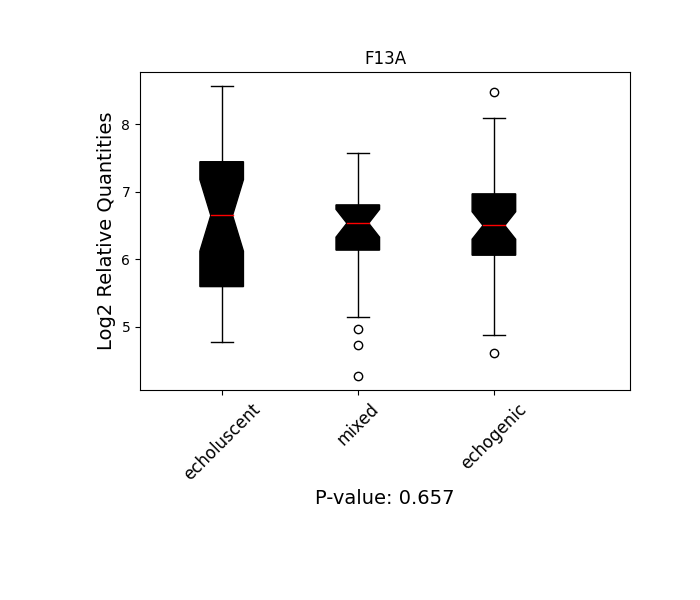 F13A
Log2 Relative Quantities
8
7
6
5
echoluscent
mixed
echogenic
P-value: 0.657